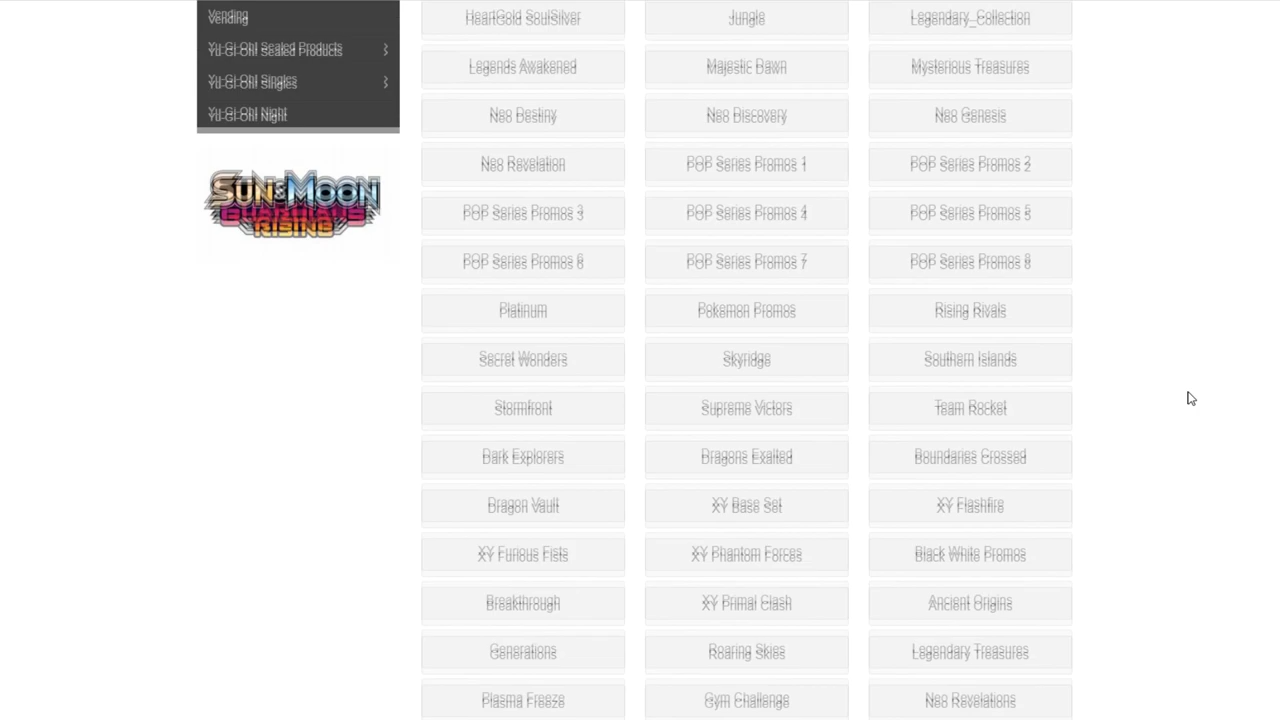 Vending
Yu-Gi-Oh! Sealed Products
Yu-Gi-Oh! Singles
Yu-Gi-Oh! Night
SUN & MOON
GUARDIANS
RISING
HeartGold SoulSilver Jungle Legendary_Collection
Legends Awakened Majestic Dawn Mysterious Treasures
Neo Destiny Neo Discovery Neo Genesis
Neo Revelation POP Series Promos 1 POP Series Promos 2
POP Series Promos 3 POP Series Promos 4 POP Series Promos 5
POP Series Promos 6 POP Series Promos 7 POP Series Promos 8
Platinum Pokemon Promos Rising Rivals
Secret Wonders Skyridge Southern Islands
Stormfront Supreme Victors Team Rocket
Dark Explorers Dragons Exalted Boundaries Crossed
Dragon Vault XY Base Set XY Flashfire
XY Furious Fists XY Phantom Forces Black White Promos
Breakthrough XY Primal Clash Ancient Origins
Generations Roaring Skies Legendary Treasures
Plasma Freeze Gym Challenge Neo Revelations